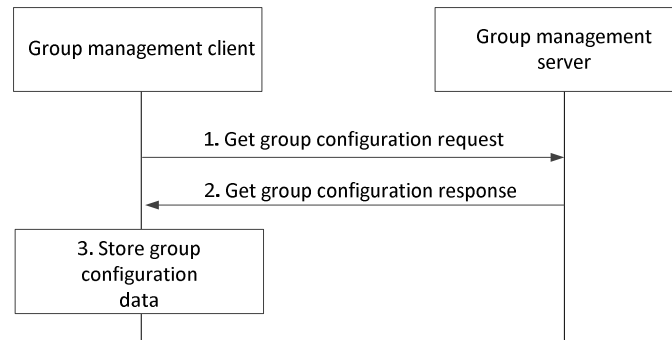 Group management client
Group management
server
1. Get group configuration request
2. Get group configuration response
3. Store group
configuration
data